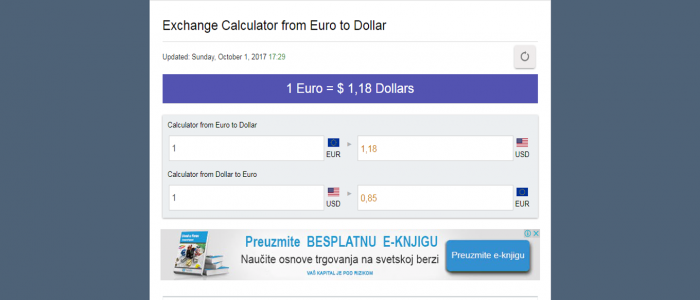 Exchange Calculator from Euro to Dollar
Updated: Sunday, October 1, 2017 17:29
1 Euro = $ 1,18 Dollars
Calculator from Euro to Dollar
1 EUR 1,18 USD
Calculator from Dollar to Euro
1 USD 0,85 EUR
Preuzmite BESPLATNU E-KNJIGU
Naučite osnove trgovanja na svetskoj berzi
VAŠ KAPITAL JE POD RIZIKOM
Preuzmite e-knjigu